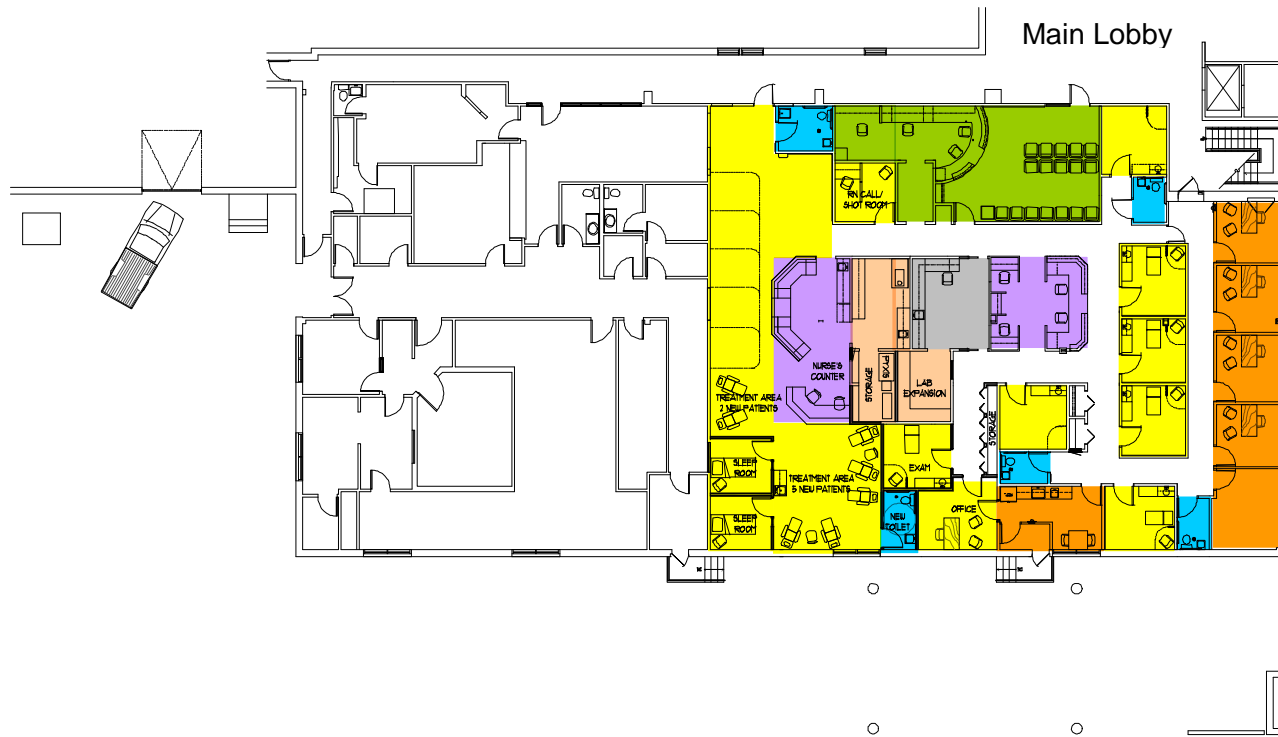 Main Lobby
RN CALL/
SHOT ROOM
NURSE'S
COUNTER
STORAGE
PYXIS
LAB
EXPANSION
TREATMENT AREA
2 NEW PATIENTS
STORAGE
SLEEP
ROOM
TREATMENT AREA
5 NEW PATIENTS
EXAM
SLEEP
ROOM
NEW
TOILET
OFFICE